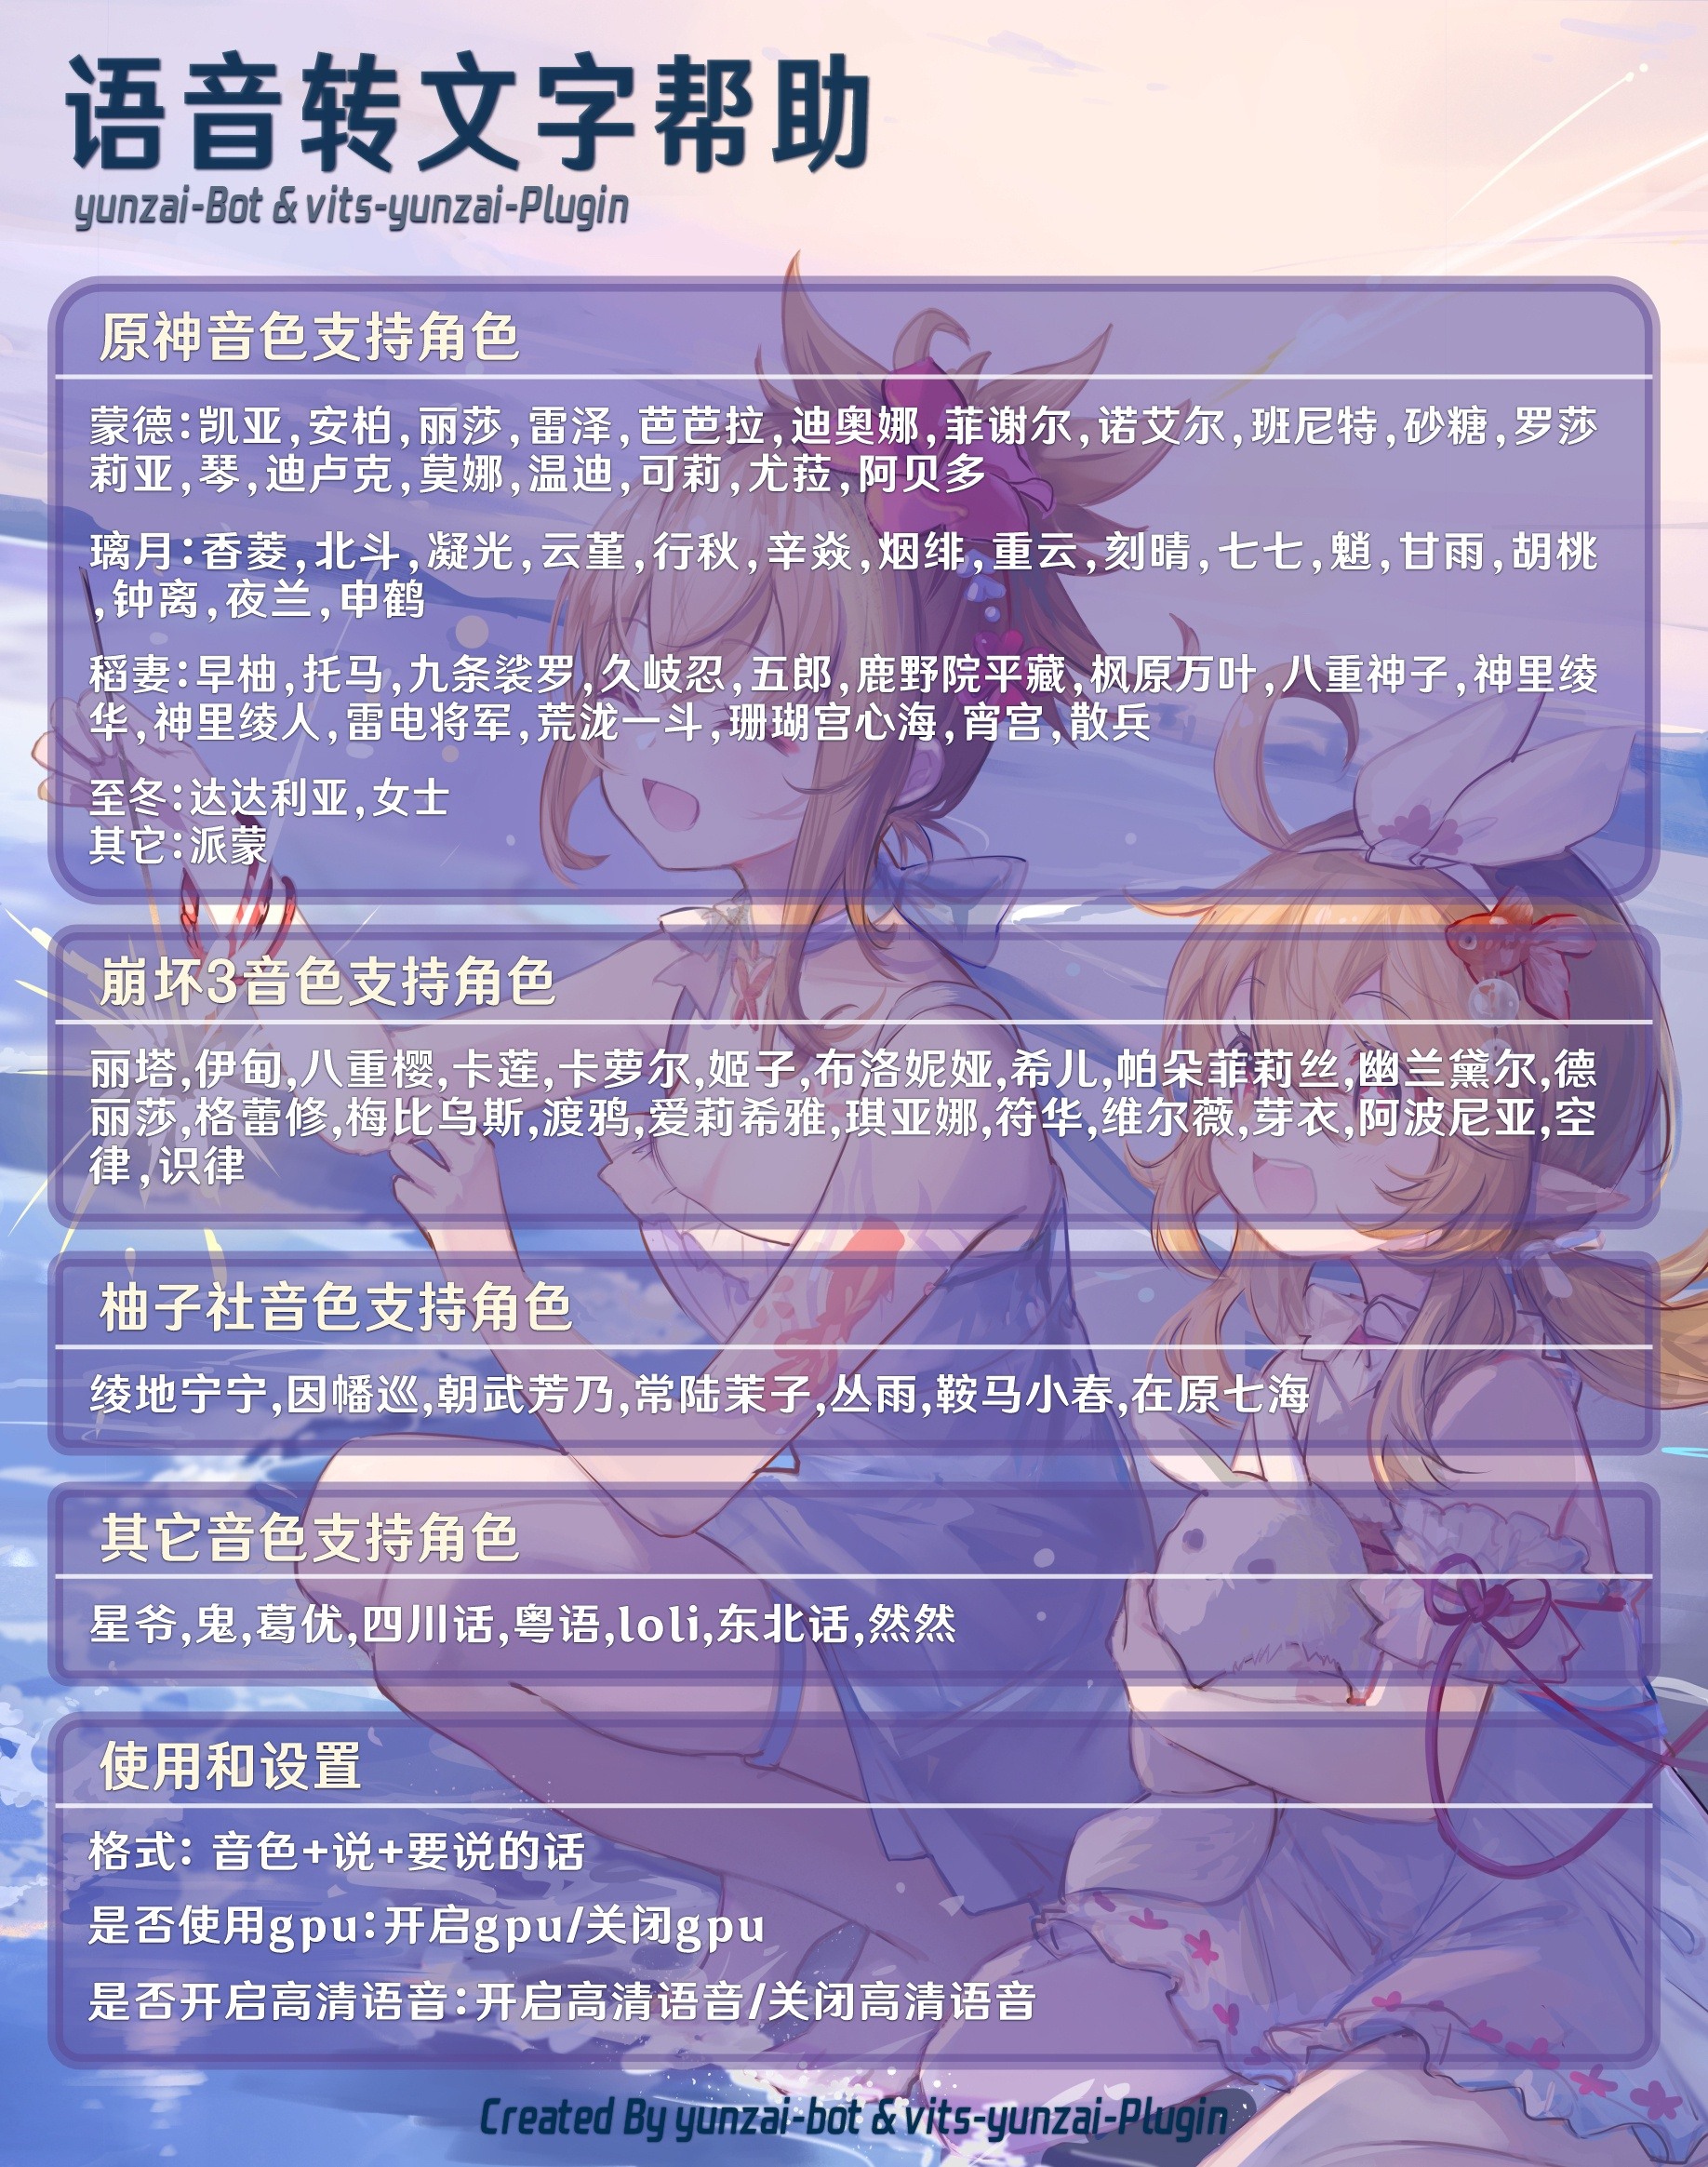 语音转文字帮助
yunzai-Bot & vits-yunzai-Plugin
原神音色支持角色
蒙德:凯亚,安柏,丽莎,雷泽,芭芭拉,迪奥娜,菲谢尔,诺艾尔,班尼特,砂糖,罗莎
莉亚,琴,迪卢克,莫娜,温迪,可莉,尤菈,阿贝多
璃月:香菱,北斗,凝光,云堇,行秋,辛焱,烟绯,重云,刻晴,七七,魈,甘雨,胡桃
,钟离,夜兰,申鹤
稻妻:早柚,托马,九条裟罗,久岐忍,五郎,鹿野院平藏,枫原万叶,八重神子,神里绫
华,神里绫人,雷电将军,荒泷一斗,珊瑚宫心海,宵宫,散兵
至冬:达达利亚,女士
其它:派蒙
崩坏3音色支持角色
丽塔,伊甸,八重樱,卡莲,卡萝尔,姬子,布洛妮娅,希儿,帕朵菲莉丝,幽兰黛尔,德
丽莎,格蕾修,梅比乌斯,渡鸦,爱莉希雅,琪亚娜,符华,维尔薇,芽衣,阿波尼亚,空
律,识律
柚子社音色支持角色
绫地宁宁,因幡巡,朝武芳乃,常陆茉子,丛雨,鞍马小春,在原七海
其它音色支持角色
星爷,鬼,葛优,四川话,粤语,loli,东北话,然然
使用和设置
格式: 音色+说+要说的话
是否使用gpu:开启gpu/关闭gpu
是否开启高清语音:开启高清语音/关闭高清语音
Created By yunzai-bot & vits-yunzai-Plugin